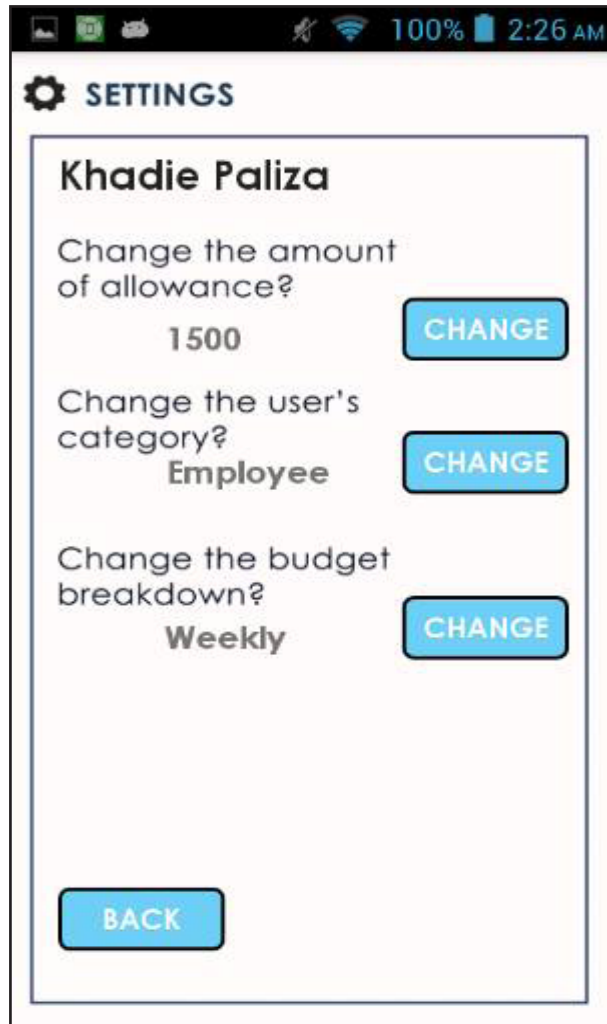 100% 2:26 AM
SETTINGS
Khadie Paliza
Change the amount
of allowance?
1500
CHANGE
Change the user's
category?
Employee
CHANGE
Change the budget
breakdown?
Weekly
CHANGE
BACK